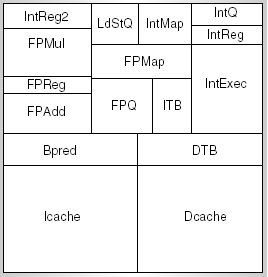 IntReg2
LdStQ
IntMap
IntQ
IntReg
FPMul
FPMap
IntExec
FPReg
FPAdd
FPQ
ITB
Bpred
DTB
Icache
Dcache